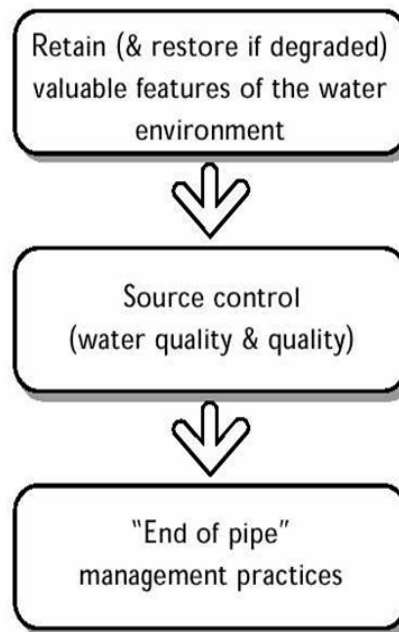 Retain (& restore if degraded)
valuable features of the water
environment
Source control
(water quality & quality)
“End of pipe”
management practices